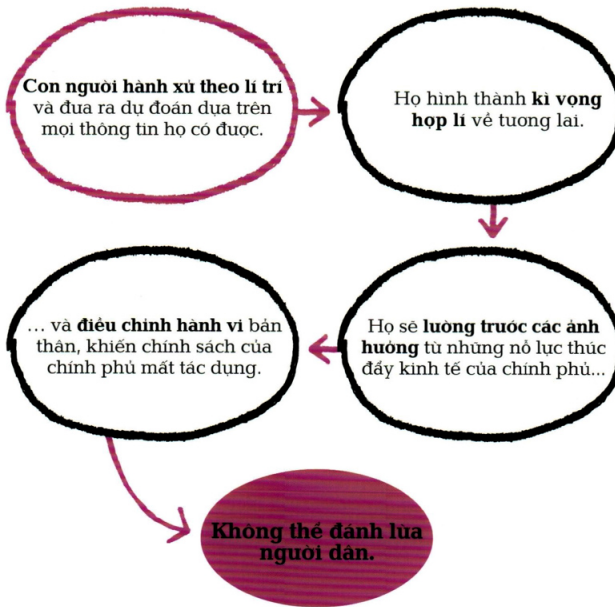 Con người hành xử theo lí trí
và đưa ra dự đoán dựa trên
mọi thông tin họ có được.
Họ hình thành kì vọng
hợp lí về tương lai.
Họ sẽ lường trước các ảnh
hưởng từ những nỗ lực thúc
đẩy kinh tế của chính phủ...
... và điều chỉnh hành vi bản
thân, khiến chính sách của
chính phủ mất tác dụng.
Không thể đánh lừa
người dân.